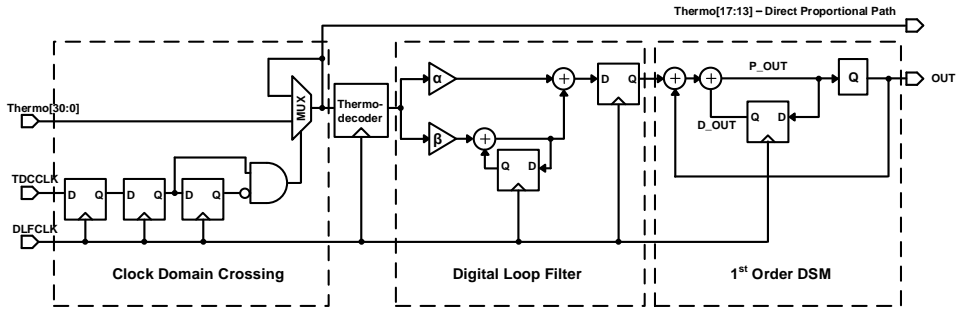 Thermo[17:13] – Direct Proportional Path
Thermo[30:0]
MUX
Thermo-
decoder
α
β
D Q
Q D
P_OUT
Q
OUT
D_OUT
Q D
TDCCLK
D Q
D Q
D Q
DLFCLK
Clock Domain Crossing
Digital Loop Filter
1st Order DSM